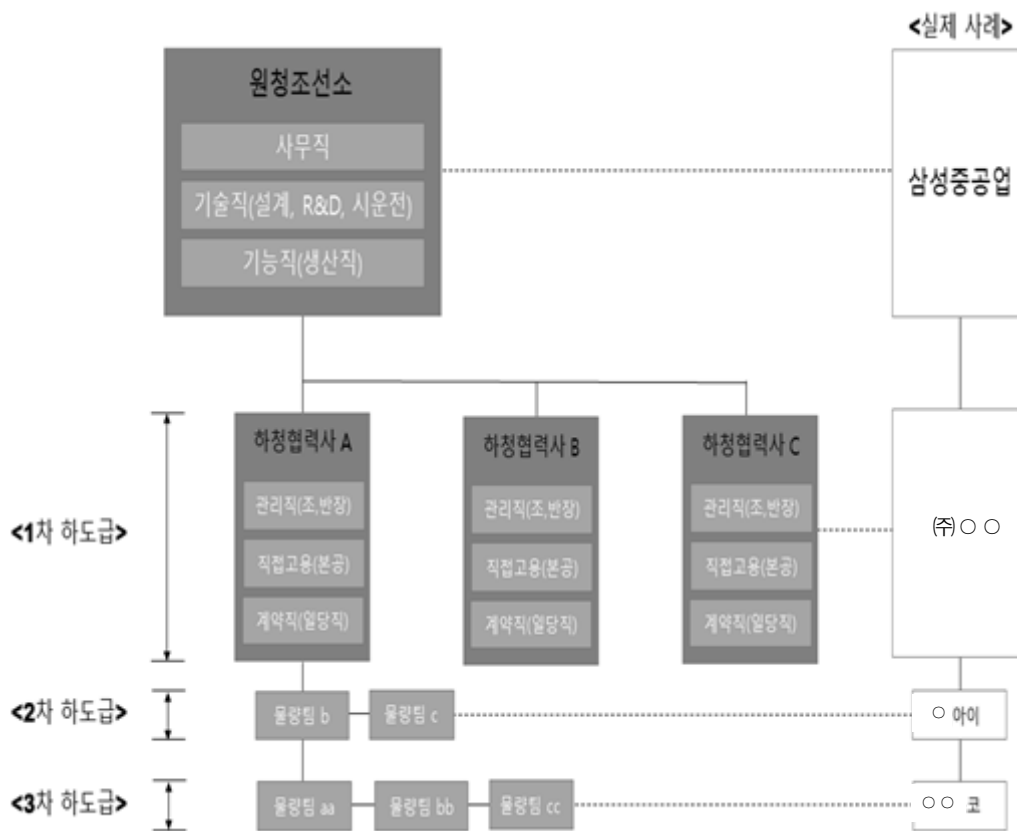 <실제 사례>
원청조선소
사무직
기술직(설계, R&D, 시운전)
기능직(생산직)
삼성중공업
<1차 하도급>
하청협력사 A
관리직(조,반장)
직접고용(본공)
계약직(일당직)
하청협력사 B
관리직(조,반장)
직접고용(본공)
계약직(일당직)
하청협력사 C
관리직(조,반장)
직접고용(본공)
계약직(일당직)
㈜○ ○
<2차 하도급>
물량팀 b
물량팀 c
○ 아이
<3차 하도급>
물량팀 aa
물량팀 bb
물량팀 cc
○○ 코